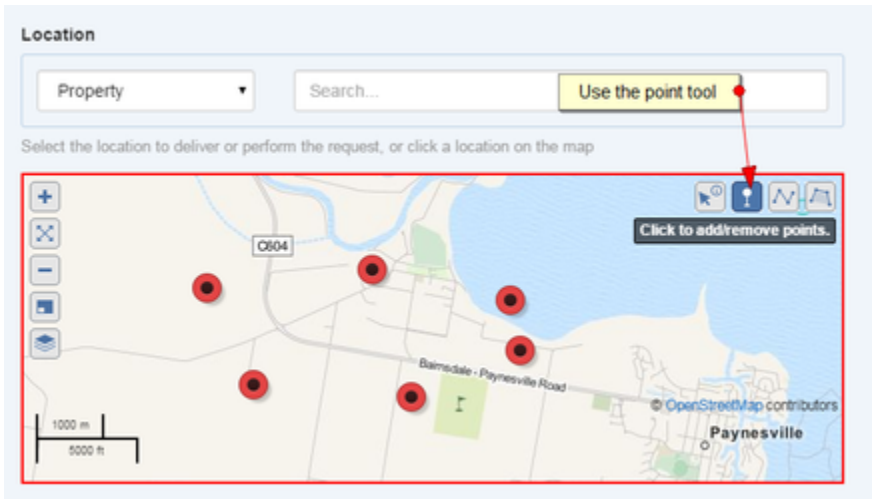 Location
Property
Search...
Use the point tool
Select the location to deliver or perform the request, or click a location on the map
Click to add/remove points.
C604
Bairnsdale - Paynesville Road
© OpenStreetMap contributors
1000 m
5000 ft
Paynesville